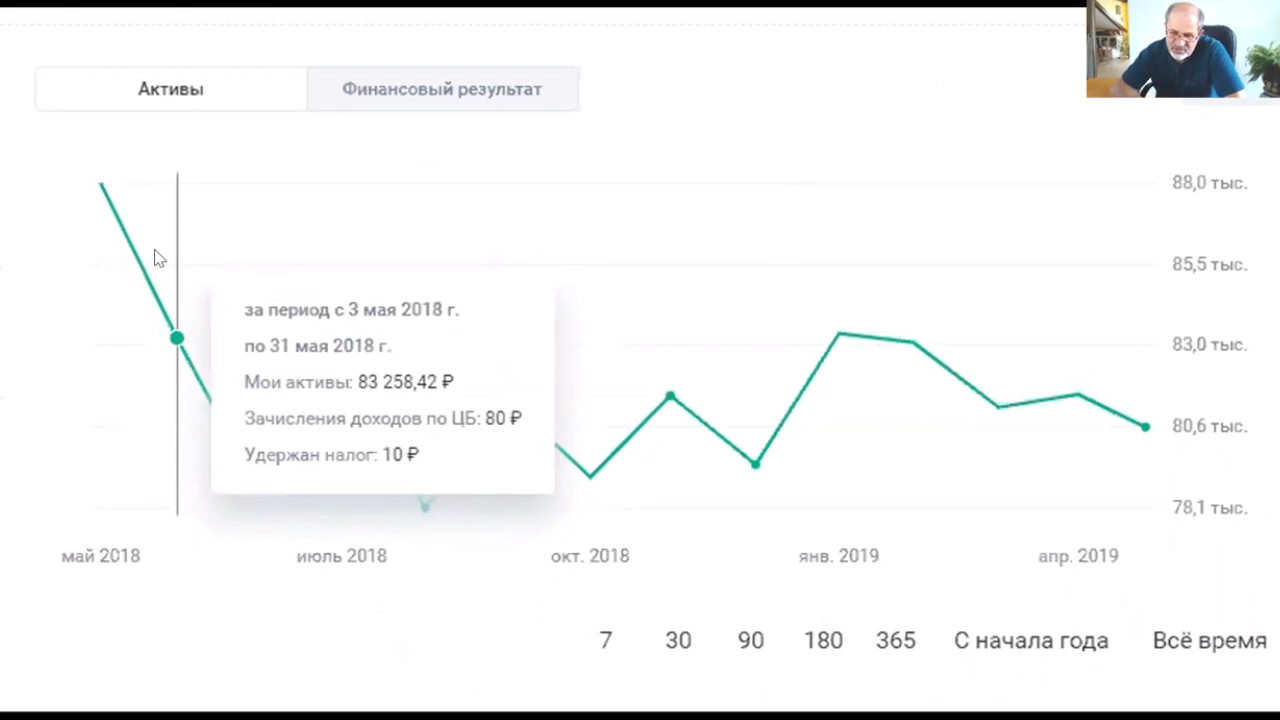 Активы
Финансовый результат
88,0 тыс.
85,5 тыс.
за период с 3 мая 2018 г.
по 31 мая 2018 г.
83,0 тыс.
Мои активы: 83 258,42 ₽
Зачисления доходов по ЦБ: 80 ₽
80,6 тыс.
Удержан налог: 10 ₽
78,1 тыс.
май 2018
июль 2018
окт. 2018
янв. 2019
апр. 2019
7 30 90 180 365 С начала года Всё время